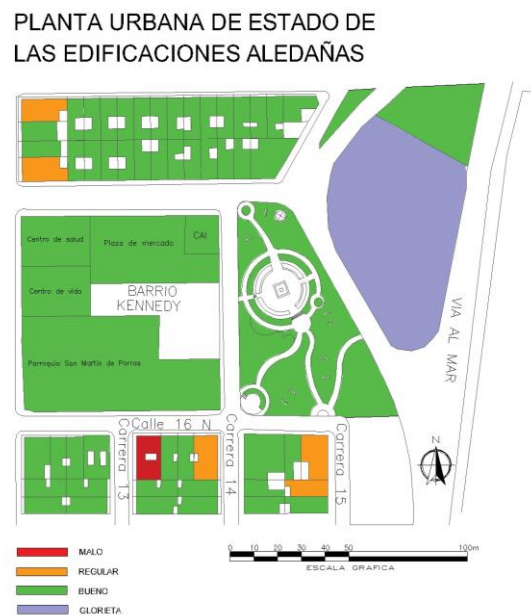 PLANTA URBANA DE ESTADO DE
LAS EDIFICACIONES ALEDAÑAS
Centro de salud
Plaza de mercado
CAI
Centro de vida
BARRIO
KENNEDY
Parroquia San Martín de Porras
VIA AL MAR
Calle 16 N
Carrera 13
Carrera 14
Carrera 15
N
MALO
REGULAR
BUENO
GLORIETA
0 10 20 30 40 50 100m
ESCALA GRAFICA